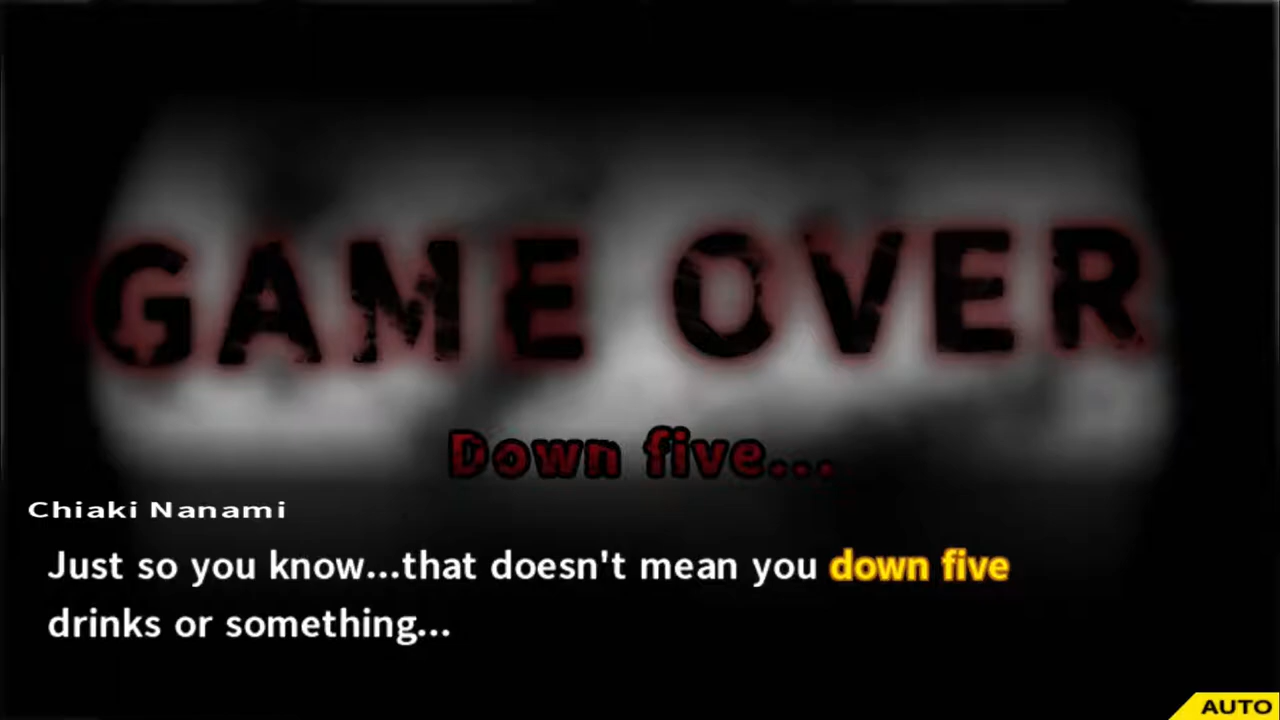 GAME OVER
Down five...
Chiaki Nanami
Just so you know...that doesn't mean you down five
drinks or something...
AUTO